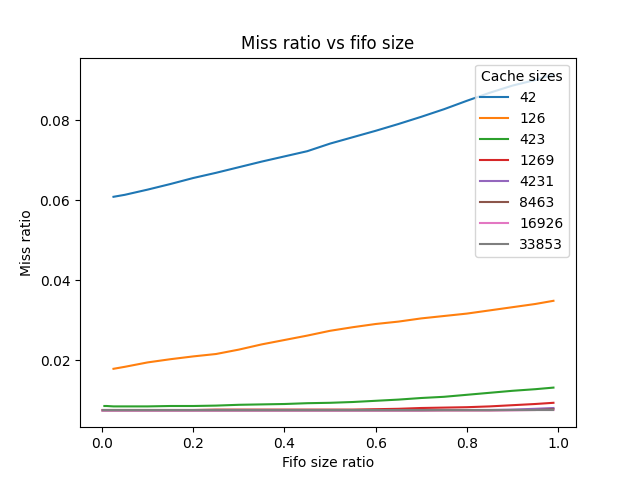 Miss ratio vs fifo size
Cache sizes
42
126
423
1269
4231
8463
16926
33853
0.08
0.06
0.04
0.02
Miss ratio
0.0 0.2 0.4 0.6 0.8 1.0
Fifo size ratio